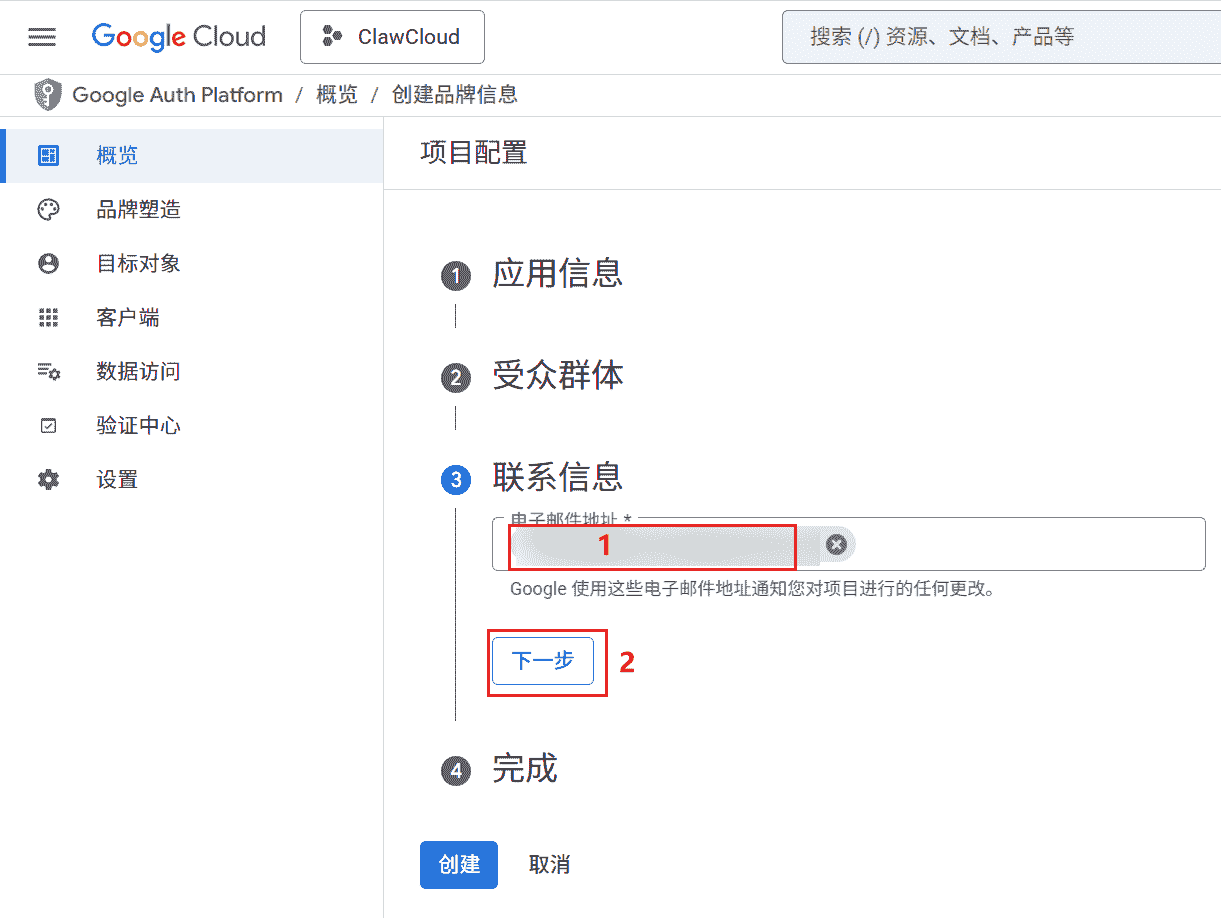 Google Cloud
ClawCloud
搜索 (/) 资源、文档、产品等
Google Auth Platform / 概览 / 创建品牌信息
概览
品牌塑造
目标对象
客户端
数据访问
验证中心
设置
项目配置
1 应用信息
2 受众群体
3 联系信息
电子邮件地址 *
1
Google 使用这些电子邮件地址通知您对项目进行的任何更改。
下一步 2
4 完成
创建 取消